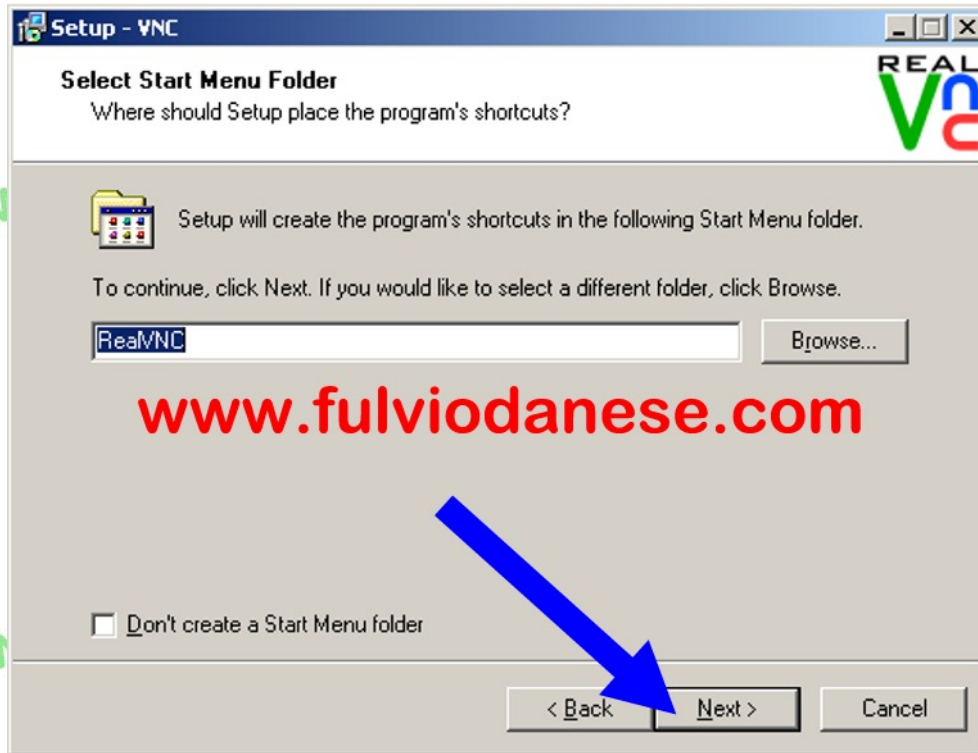 Setup - VNC
REAL
VNC
Select Start Menu Folder
Where should Setup place the program's shortcuts?
Setup will create the program's shortcuts in the following Start Menu folder.
To continue, click Next. If you would like to select a different folder, click Browse.
RealVNC
Browse...
www.fulviodanese.com
Don't create a Start Menu folder
< Back
Next >
Cancel